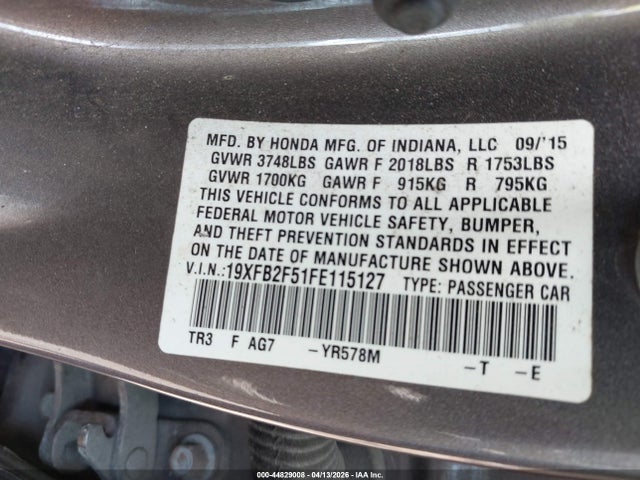 MFD. BY HONDA MFG. OF INDIANA, LLC 09/'15
GVWR 3748LBS GAWR F 2018LBS R 1753LBS
GVWR 1700KG GAWR F 915KG R 795KG
THIS VEHICLE CONFORMS TO ALL APPLICABLE
FEDERAL MOTOR VEHICLE SAFETY, BUMPER,
AND THEFT PREVENTION STANDARDS IN EFFECT
ON THE DATE OF MANUFACTURE SHOWN ABOVE.
V.I.N.:19XFB2F51FE115127 TYPE: PASSENGER CAR
TR3 F AG7 -YR578M -T -E
000-44829008 - 04/13/2026 - IAA Inc.